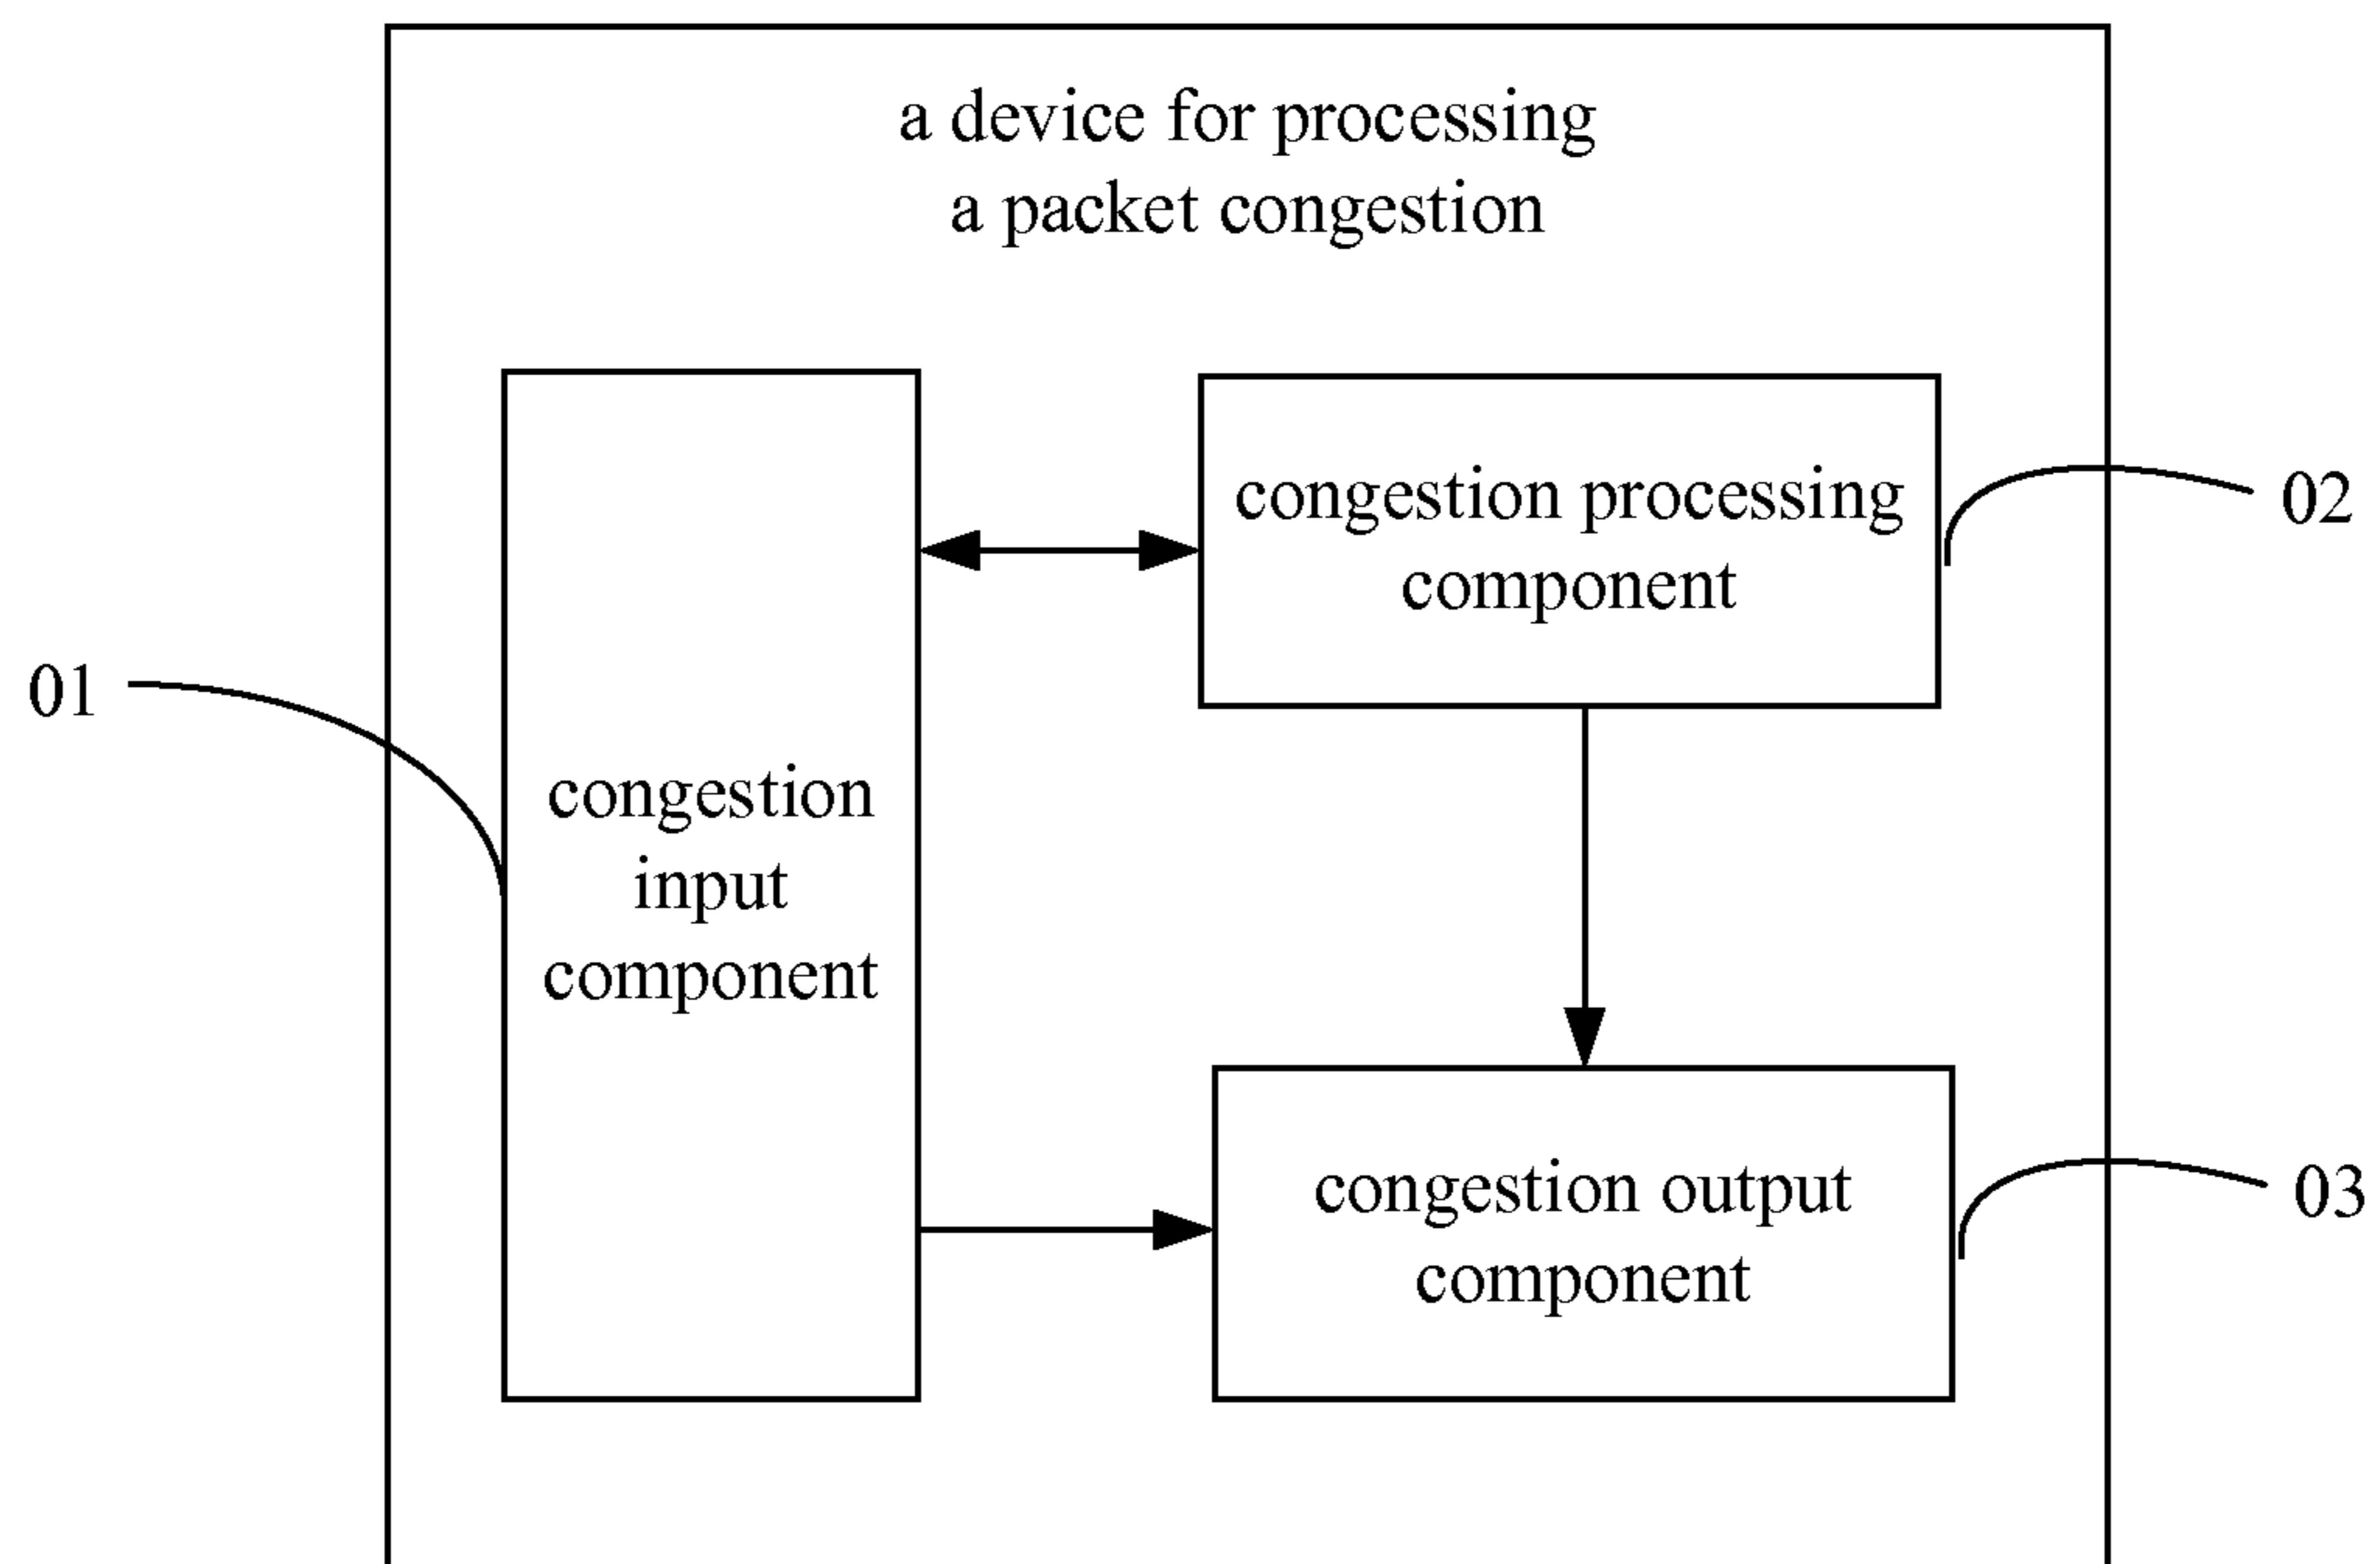 a device for processing
a packet congestion
congestion processing
component
02
01
congestion
input
component
congestion output
component
03